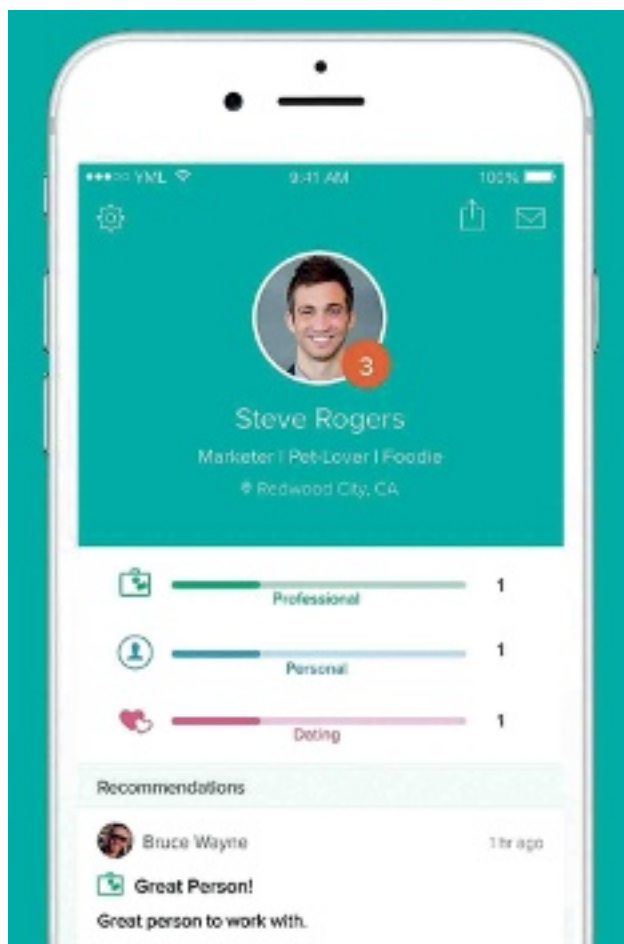 YML 9:41 AM 100%
3
Steve Rogers
Marketer | Pet-Lover | Foodie
Redwood City, CA
Professional 1
Personal 1
Dating 1
Recommendations
Bruce Wayne 1 hr ago
Great Person!
Great person to work with.